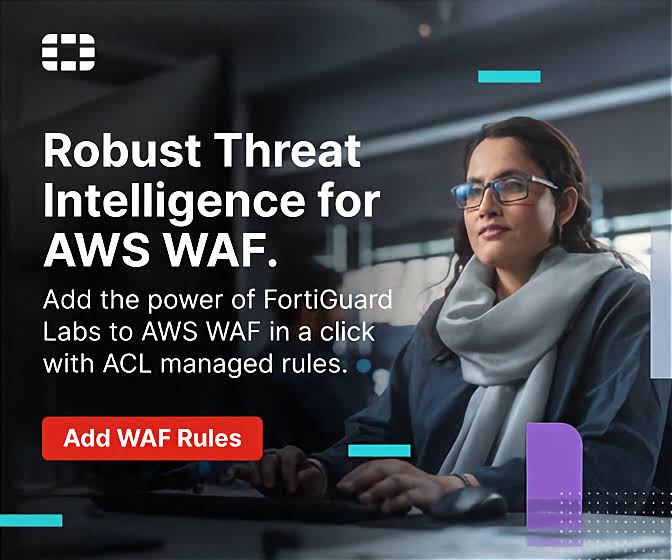 Robust Threat
Intelligence for
AWS WAF.
Add the power of FortiGuard
Labs to AWS WAF in a click
with ACL managed rules.
Add WAF Rules